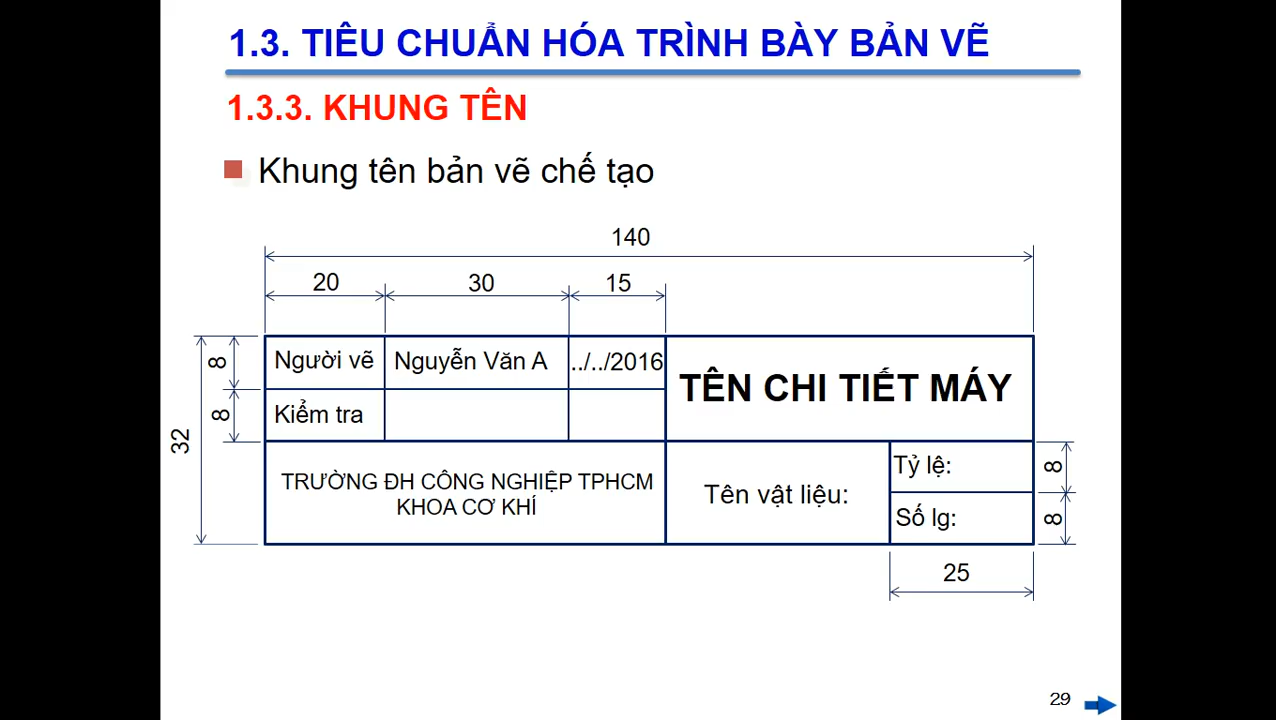 1.3. TIÊU CHUẨN HÓA TRÌNH BÀY BẢN VẼ
1.3.3. KHUNG TÊN
Khung tên bản vẽ chế tạo
140
20 30 15
8 Người vẽ Nguyễn Văn A ../../2016 TÊN CHI TIẾT MÁY
8 Kiểm tra
32
TRƯỜNG ĐH CÔNG NGHIỆP TPHCM
KHOA CƠ KHÍ
Tên vật liệu:
Tỷ lệ: 8
Số lg: 8
25
29